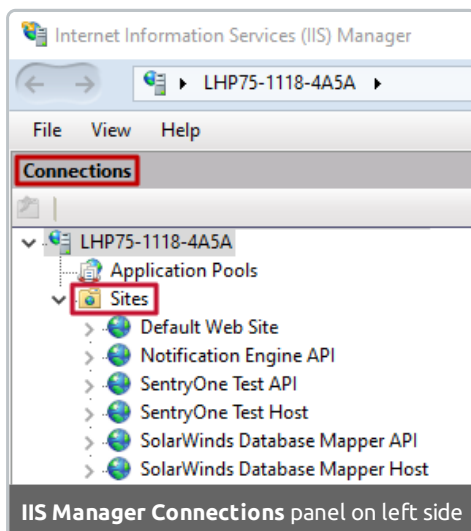 Internet Information Services (IIS) Manager
LHP75-1118-4A5A
File View Help
Connections
LHP75-1118-4A5A
Application Pools
Sites
Default Web Site
Notification Engine API
SentryOne Test API
SentryOne Test Host
SolarWinds Database Mapper API
SolarWinds Database Mapper Host
IIS Manager Connections panel on left side